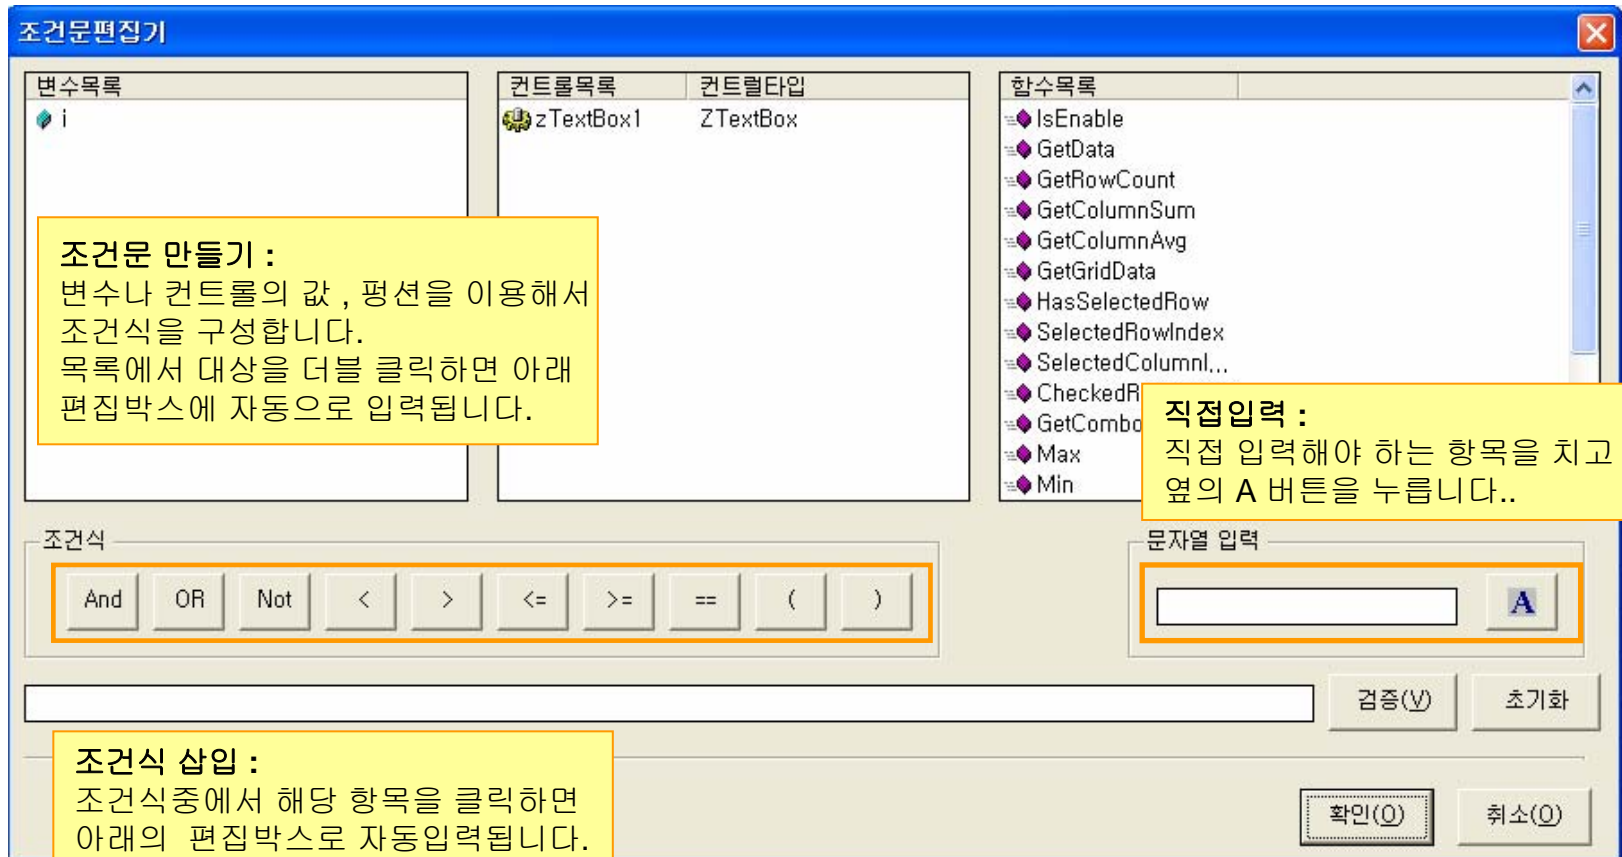 조건문편집기
변수목록
i
컨트롤목록 컨트럴타입
zTextBox1 ZTextBox
함수목록
IsEnable
GetData
GetRowCount
GetColumnSum
GetColumnAvg
GetGridData
HasSelectedRow
SelectedRowIndex
SelectedColumnI...
CheckedR
GetCombo
Max
Min
조건문 만들기 :
변수나 컨트롤의 값 , 펑션을 이용해서
조건식을 구성합니다.
목록에서 대상을 더블 클릭하면 아래
편집박스에 자동으로 입력됩니다.
직접입력 :
직접 입력해야 하는 항목을 치고
옆의 A 버튼을 누릅니다..
조건식
And OR Not < > <= >= == ( )
문자열 입력
A
검증(V) 초기화
조건식 삽입 :
조건식중에서 해당 항목을 클릭하면
아래의 편집박스로 자동입력됩니다.
확인(O) 취소(O)